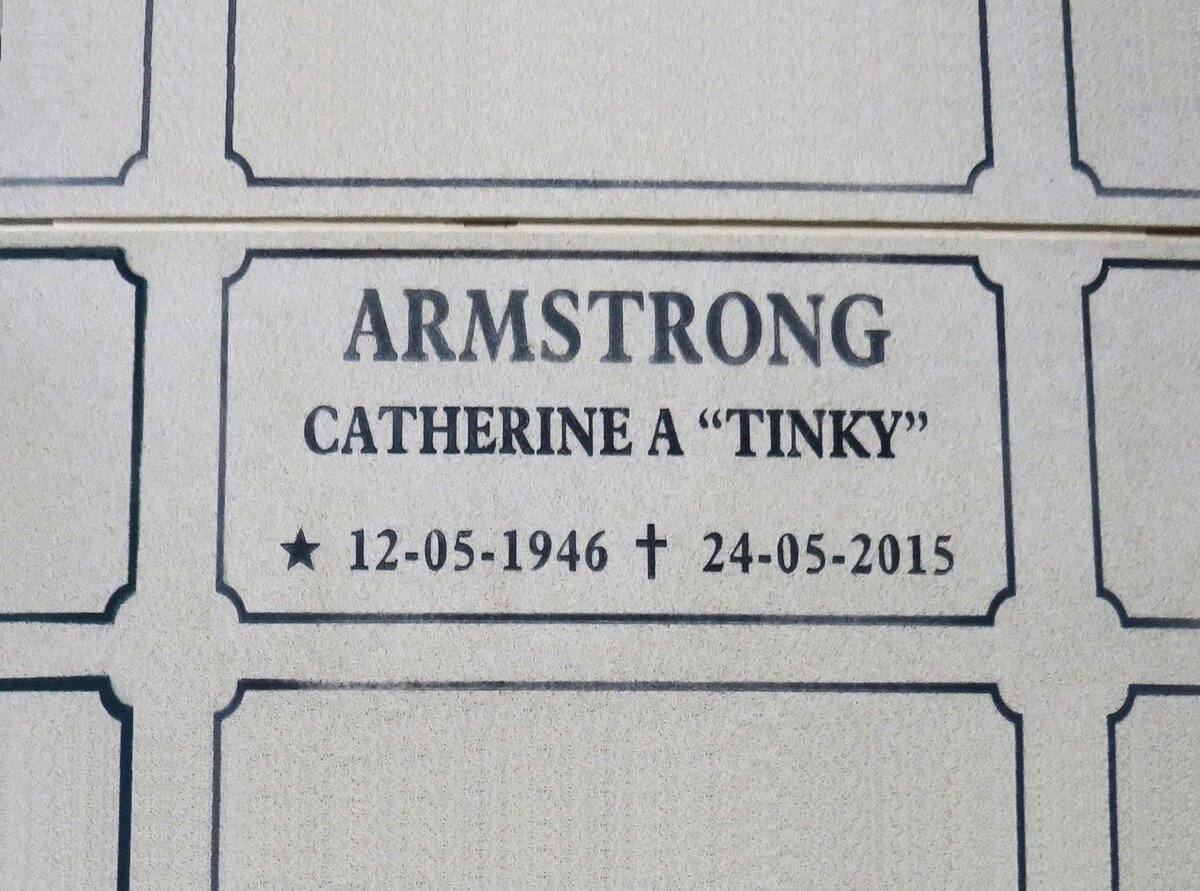 ARMSTRONG
CATHERINE A “TINKY”
★ 12-05-1946 † 24-05-2015